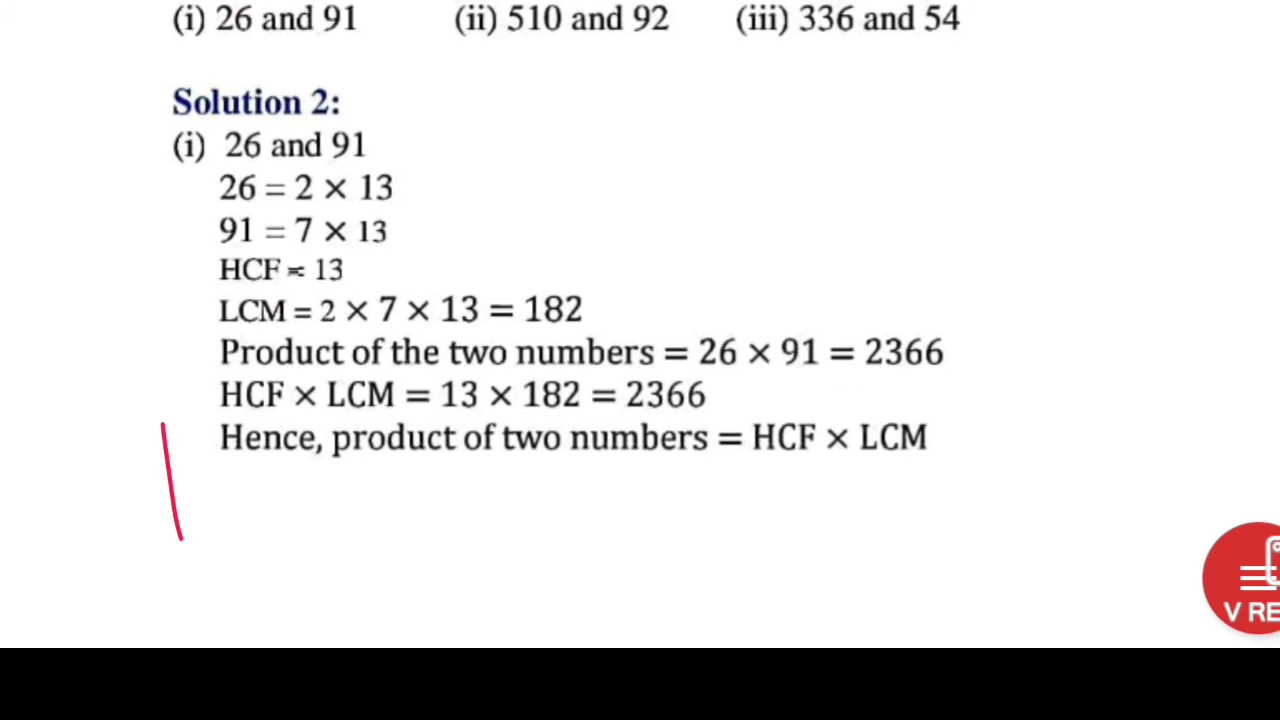 (i) 26 and 91 (ii) 510 and 92 (iii) 336 and 54
Solution 2:
(i) 26 and 91
26 = 2 × 13
91 = 7 × 13
HCF = 13
LCM = 2 × 7 × 13 = 182
Product of the two numbers = 26 × 91 = 2366
HCF × LCM = 13 × 182 = 2366
Hence, product of two numbers = HCF × LCM
V RE